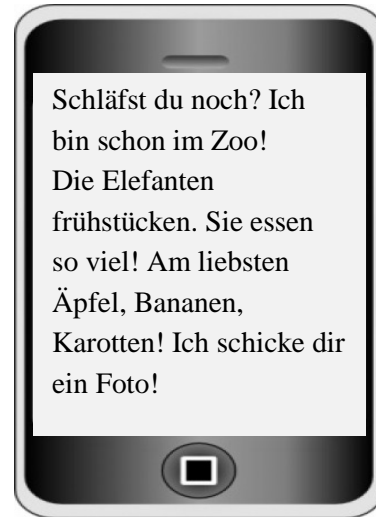 Schläfst du noch? Ich
bin schon im Zoo!
Die Elefanten
frühstücken. Sie essen
so viel! Am liebsten
Äpfel, Bananen,
Karotten! Ich schicke dir
ein Foto!